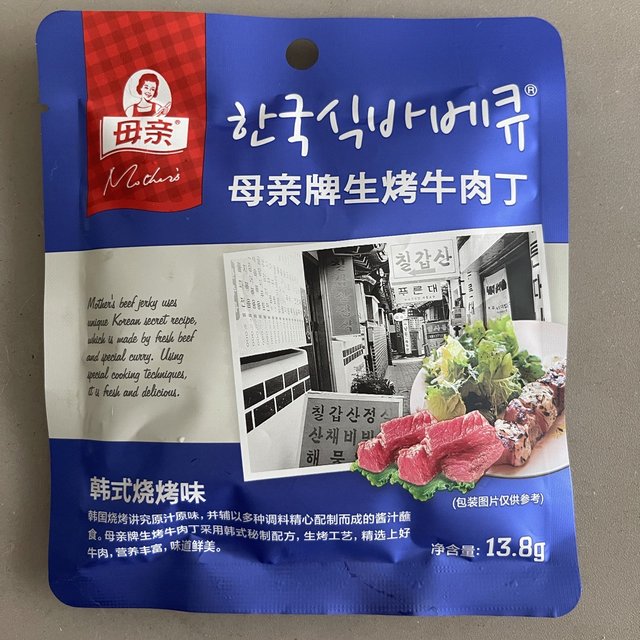 母亲®
Mother's
한국식바베큐®
母亲牌生烤牛肉丁
Mother's beef jerky uses
unique Korean secret recipe,
which is made by fresh beef
and special curry. Using
special cooking techniques,
it is fresh and delicious.
칠갑산
푸른대
칠갑산정식
산채비빔
해물
韩式烧烤味
韩国烧烤讲究原汁原味,并辅以多种调料精心配制而成的酱汁蘸
食。母亲牌生烤牛肉丁采用韩式秘制配方,生烤工艺,精选上好
牛肉,营养丰富,味道鲜美。
(包装图片仅供参考)
净含量: 13.8g